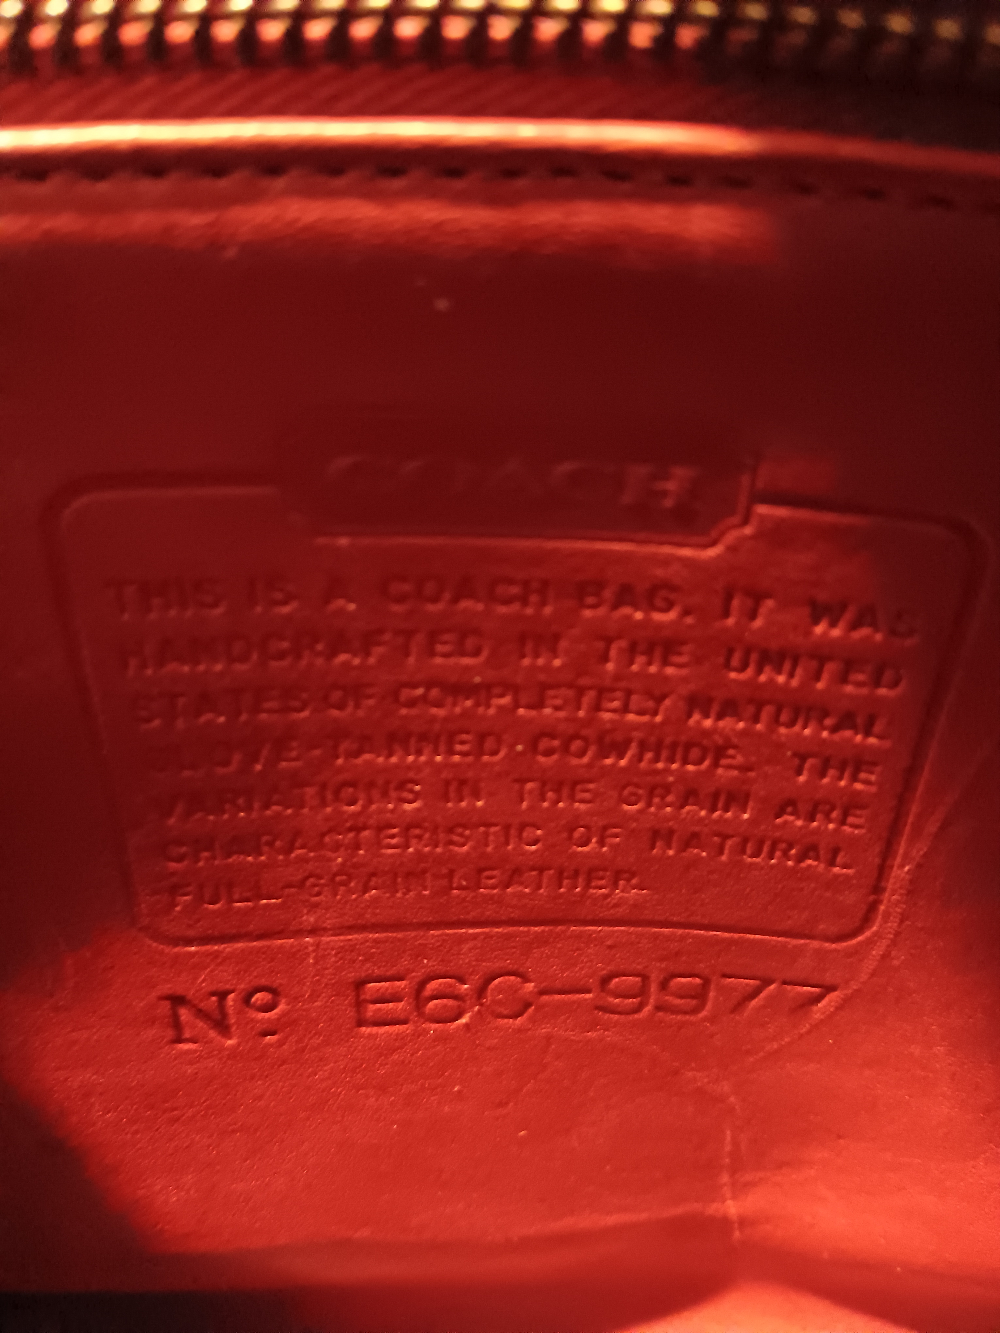 COACH
THIS IS A COACH BAG. IT WAS
HANDCRAFTED IN THE UNITED
STATES OF COMPLETELY NATURAL
GLOVE-TANNED COWHIDE. THE
VARIATIONS IN THE GRAIN ARE
CHARACTERISTIC OF NATURAL
FULL-GRAIN LEATHER.
Nº E6C-9977